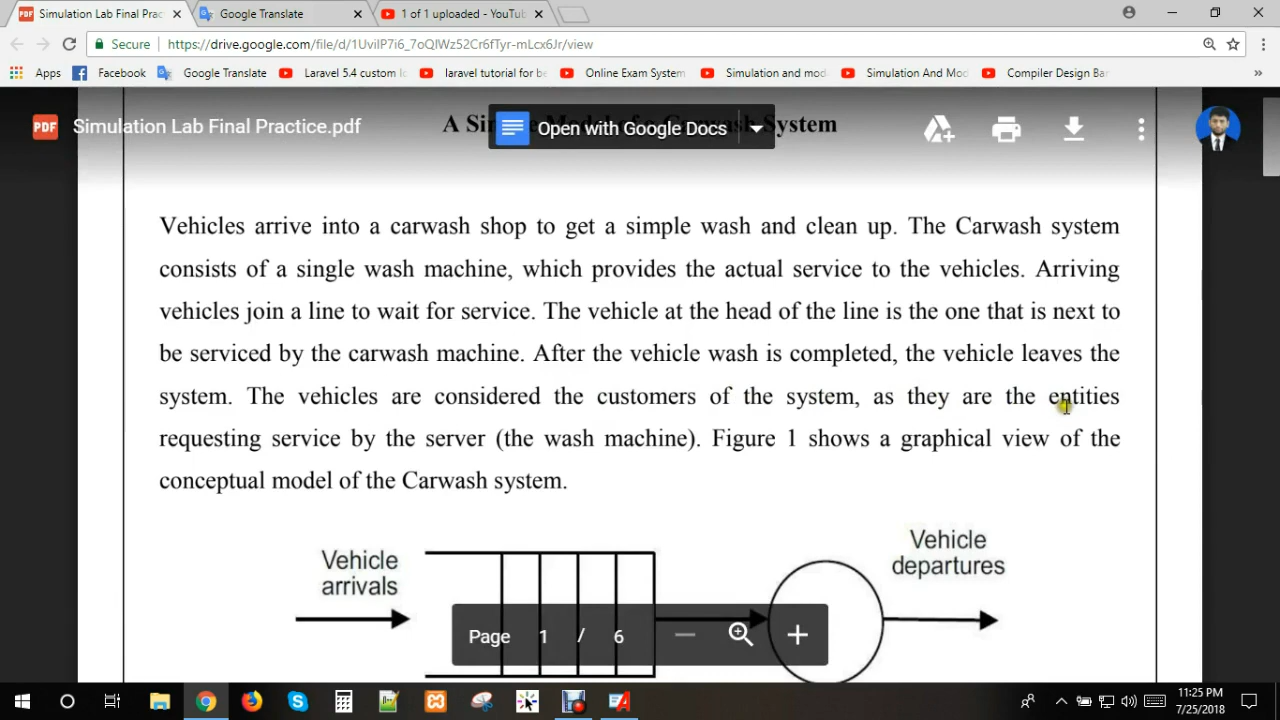 Simulation Lab Final Prac
Google Translate
1 of 1 uploaded - YouTu
Secure
https://drive.google.com/file/d/1UvilP7i6_7oQIWz52Cr6fTyr-mLcx6Jr/view
Apps
Facebook
Google Translate
Laravel 5.4 custom lo
laravel tutorial for be
Online Exam System
Simulation and mod
Simulation And Mod
Compiler Design Ban
»
PDF
Simulation Lab Final Practice.pdf
Open with Google Docs
System
Vehicles arrive into a carwash shop to get a simple wash and clean up. The Carwash system
consists of a single wash machine, which provides the actual service to the vehicles. Arriving
vehicles join a line to wait for service. The vehicle at the head of the line is the one that is next to
be serviced by the carwash machine. After the vehicle wash is completed, the vehicle leaves the
system. The vehicles are considered the customers of the system, as they are the entities
requesting service by the server (the wash machine). Figure 1 shows a graphical view of the
conceptual model of the Carwash system.
Vehicle
arrivals
Vehicle
departures
Page 1 / 6
11:25 PM
7/25/2018